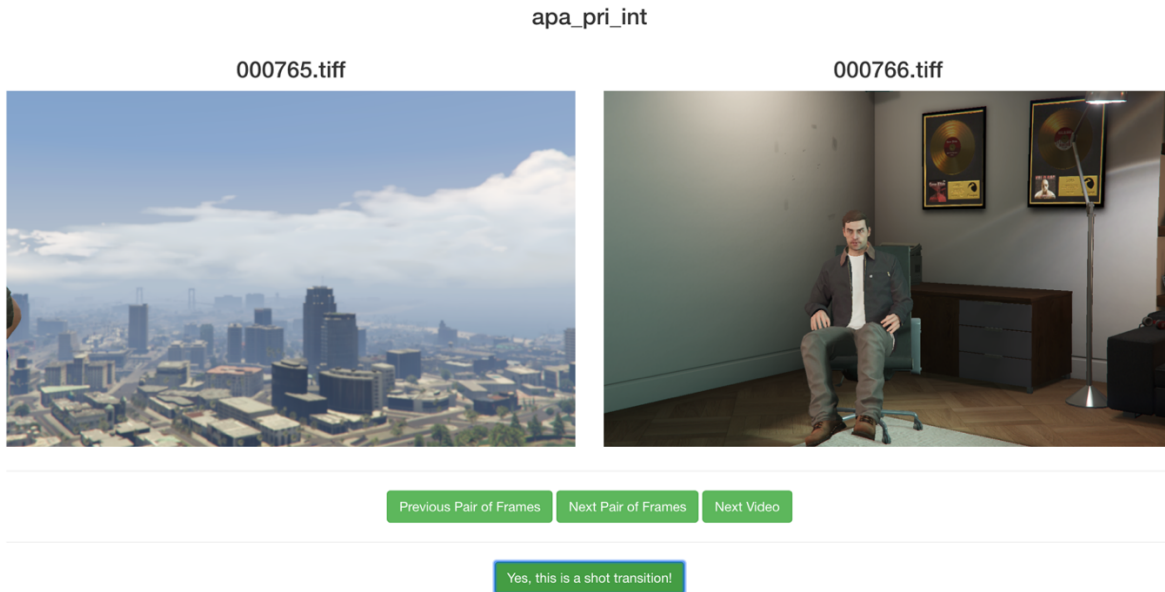 apa_pri_int
000765.tiff
000766.tiff
Previous Pair of Frames
Next Pair of Frames
Next Video
Yes, this is a shot transition!